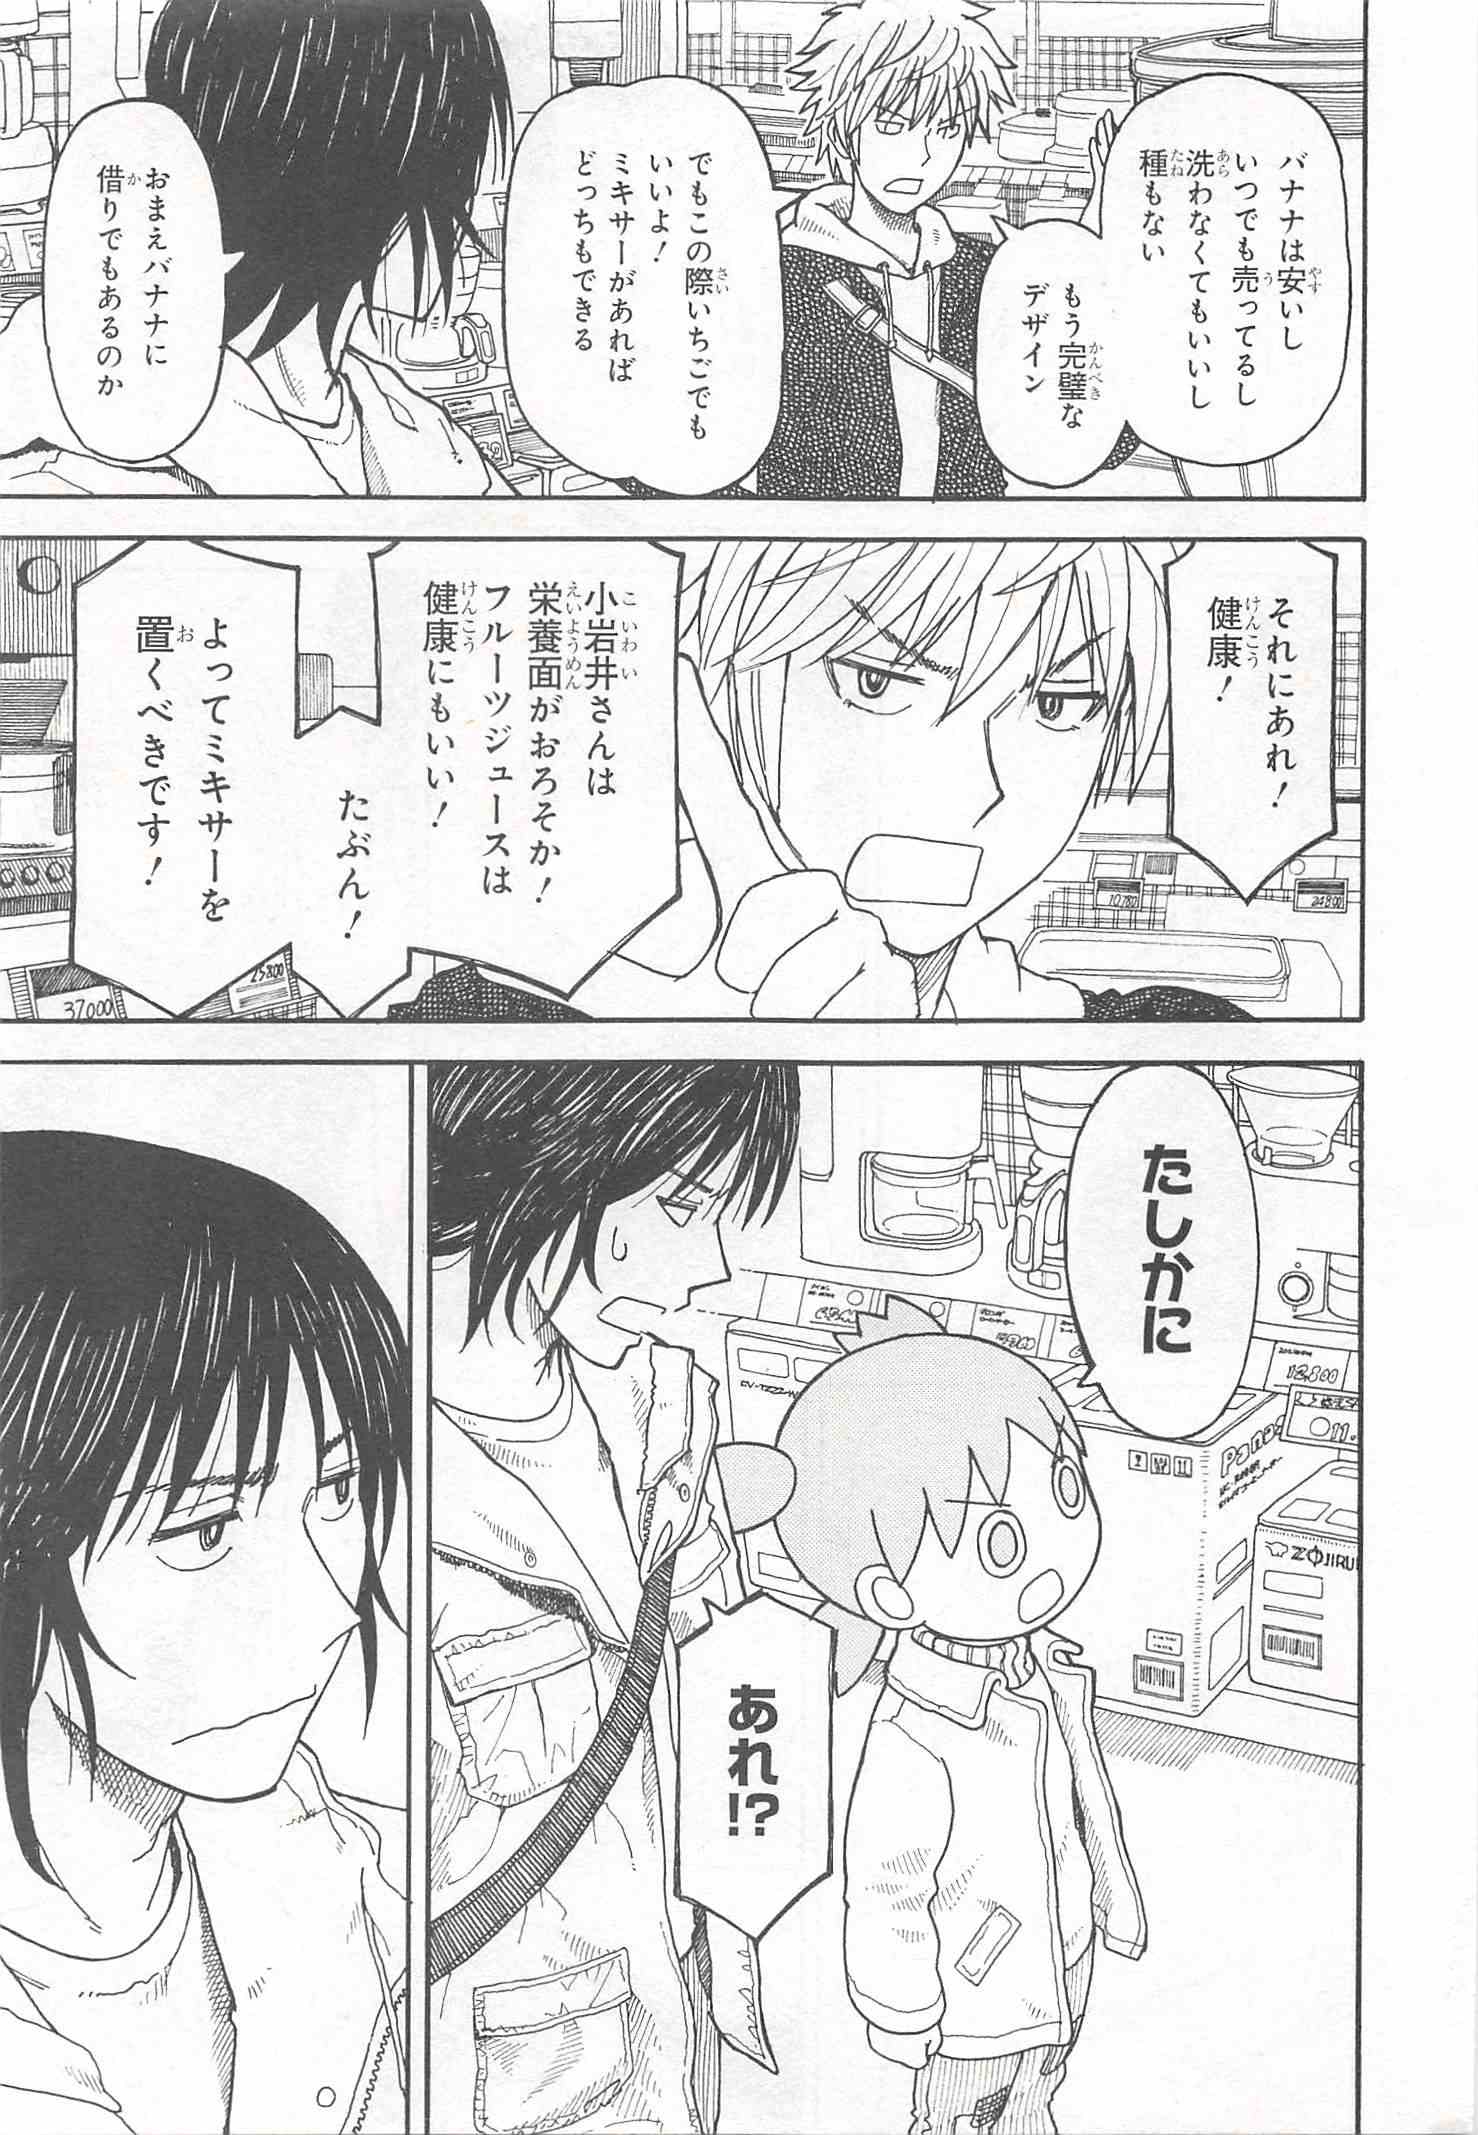 バナナは安いし
いつでも売ってるし
洗わなくてもいいし
種もない
もう完璧な
デザイン
でもこの際いちごでも
いいよ！
ミキサーがあれば
どっちもできる
おまえバナナに
借りでもあるのか
それにあれ！
健康！
小岩井さんは
栄養面がおろそか！
フルーツジュースは
健康にもいい！
たぶん！
よってミキサーを
置くべきです！
10,780
24800
25800
37,000
たしかに
あれ!?
12,800
ZOJIRU